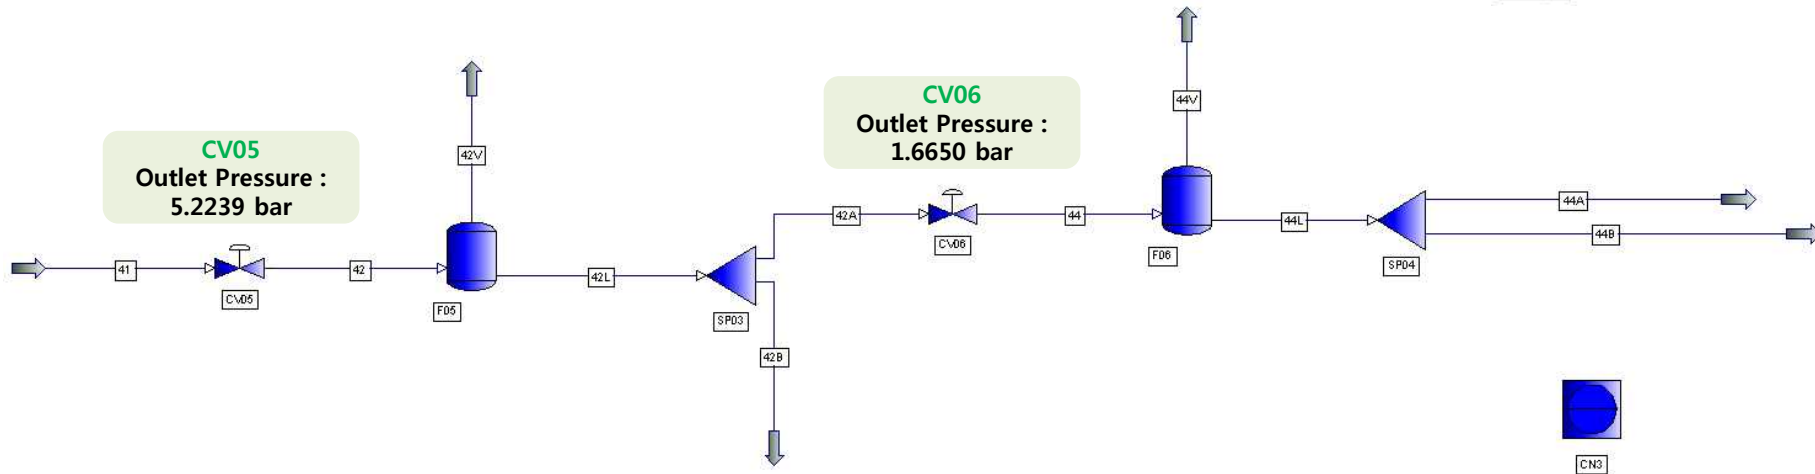 CV05
Outlet Pressure :
5.2239 bar
CV06
Outlet Pressure :
1.6650 bar
41
CV05
42
F05
42V
42L
SP03
42A
42B
CV06
44
F06
44V
44L
SP04
44A
44B
CN3